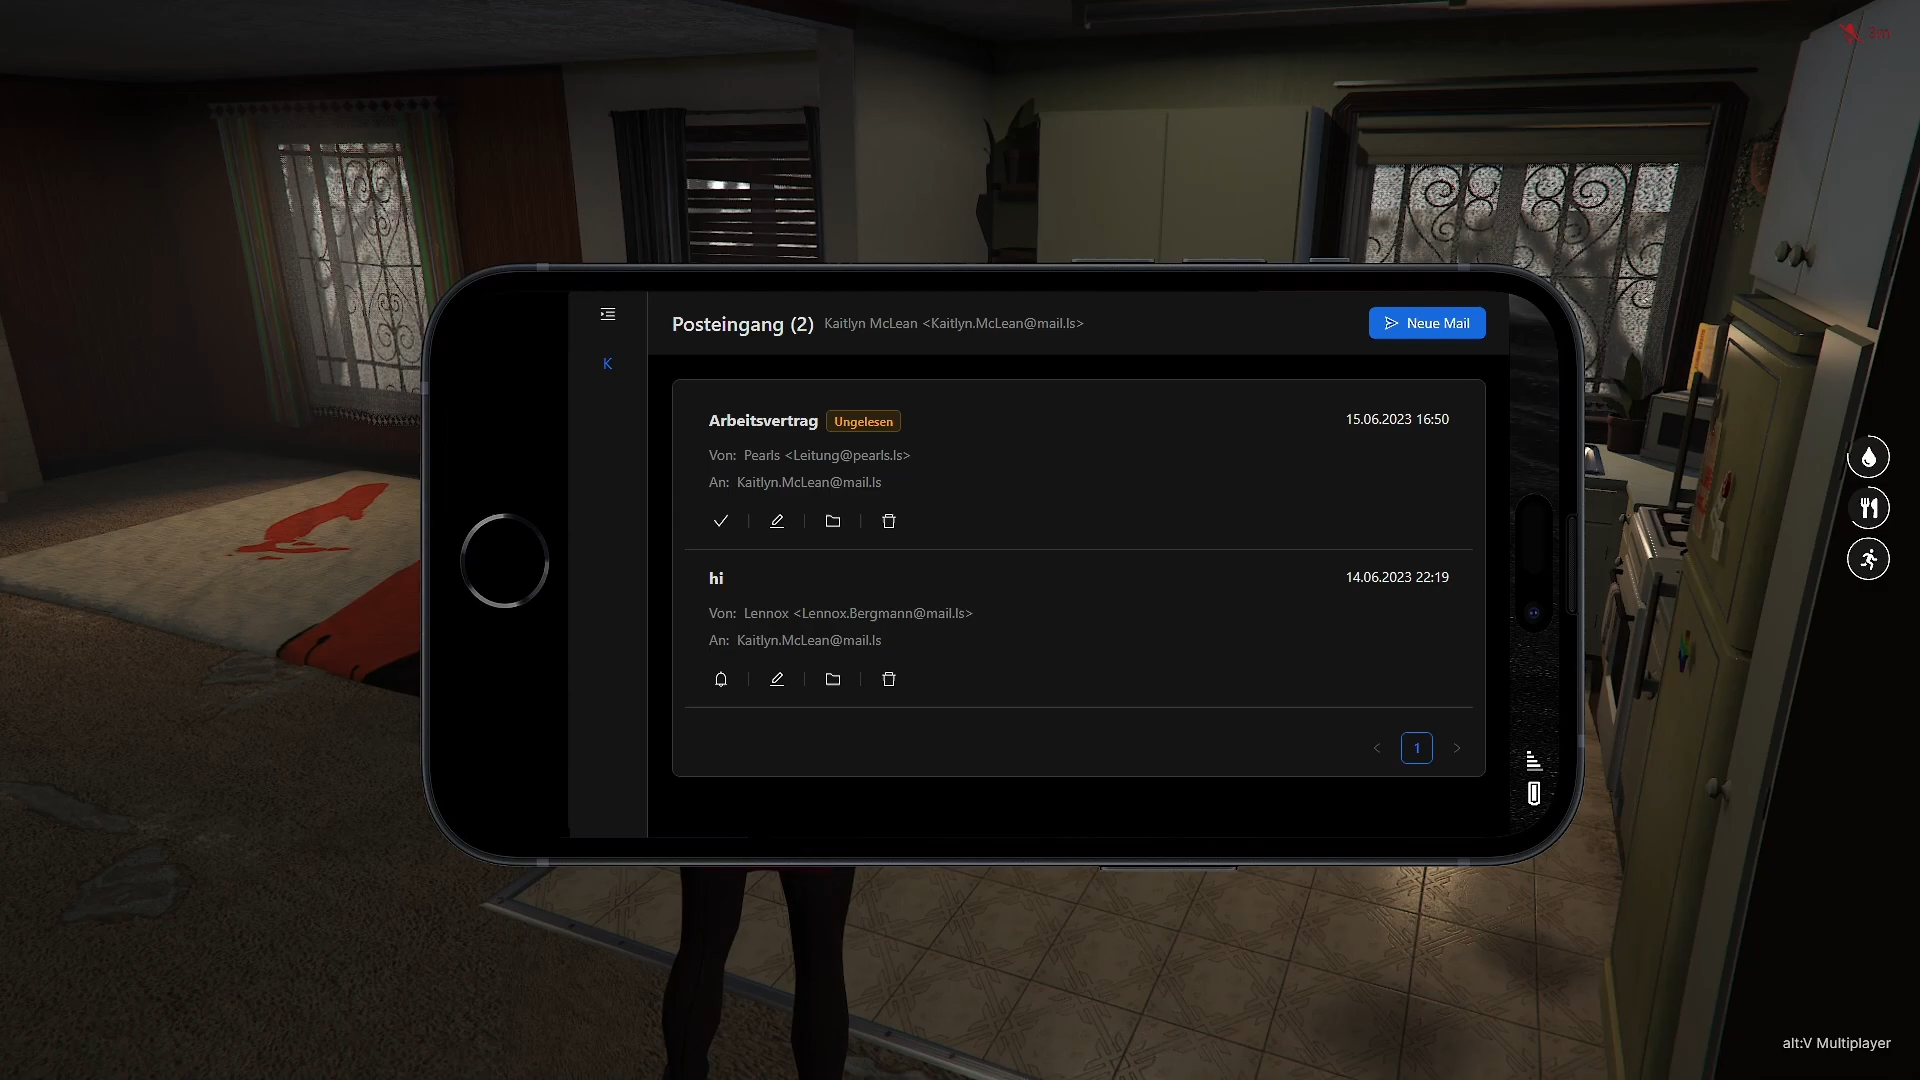 3m
Posteingang (2) Kaitlyn McLean <Kaitlyn.McLean@mail.ls>
Neue Mail
K
Arbeitsvertrag Ungelesen 15.06.2023 16:50
Von: Pearls <Leitung@pearls.ls>
An: Kaitlyn.McLean@mail.ls
hi 14.06.2023 22:19
Von: Lennox <Lennox.Bergmann@mail.ls>
An: Kaitlyn.McLean@mail.ls
1
alt:V Multiplayer